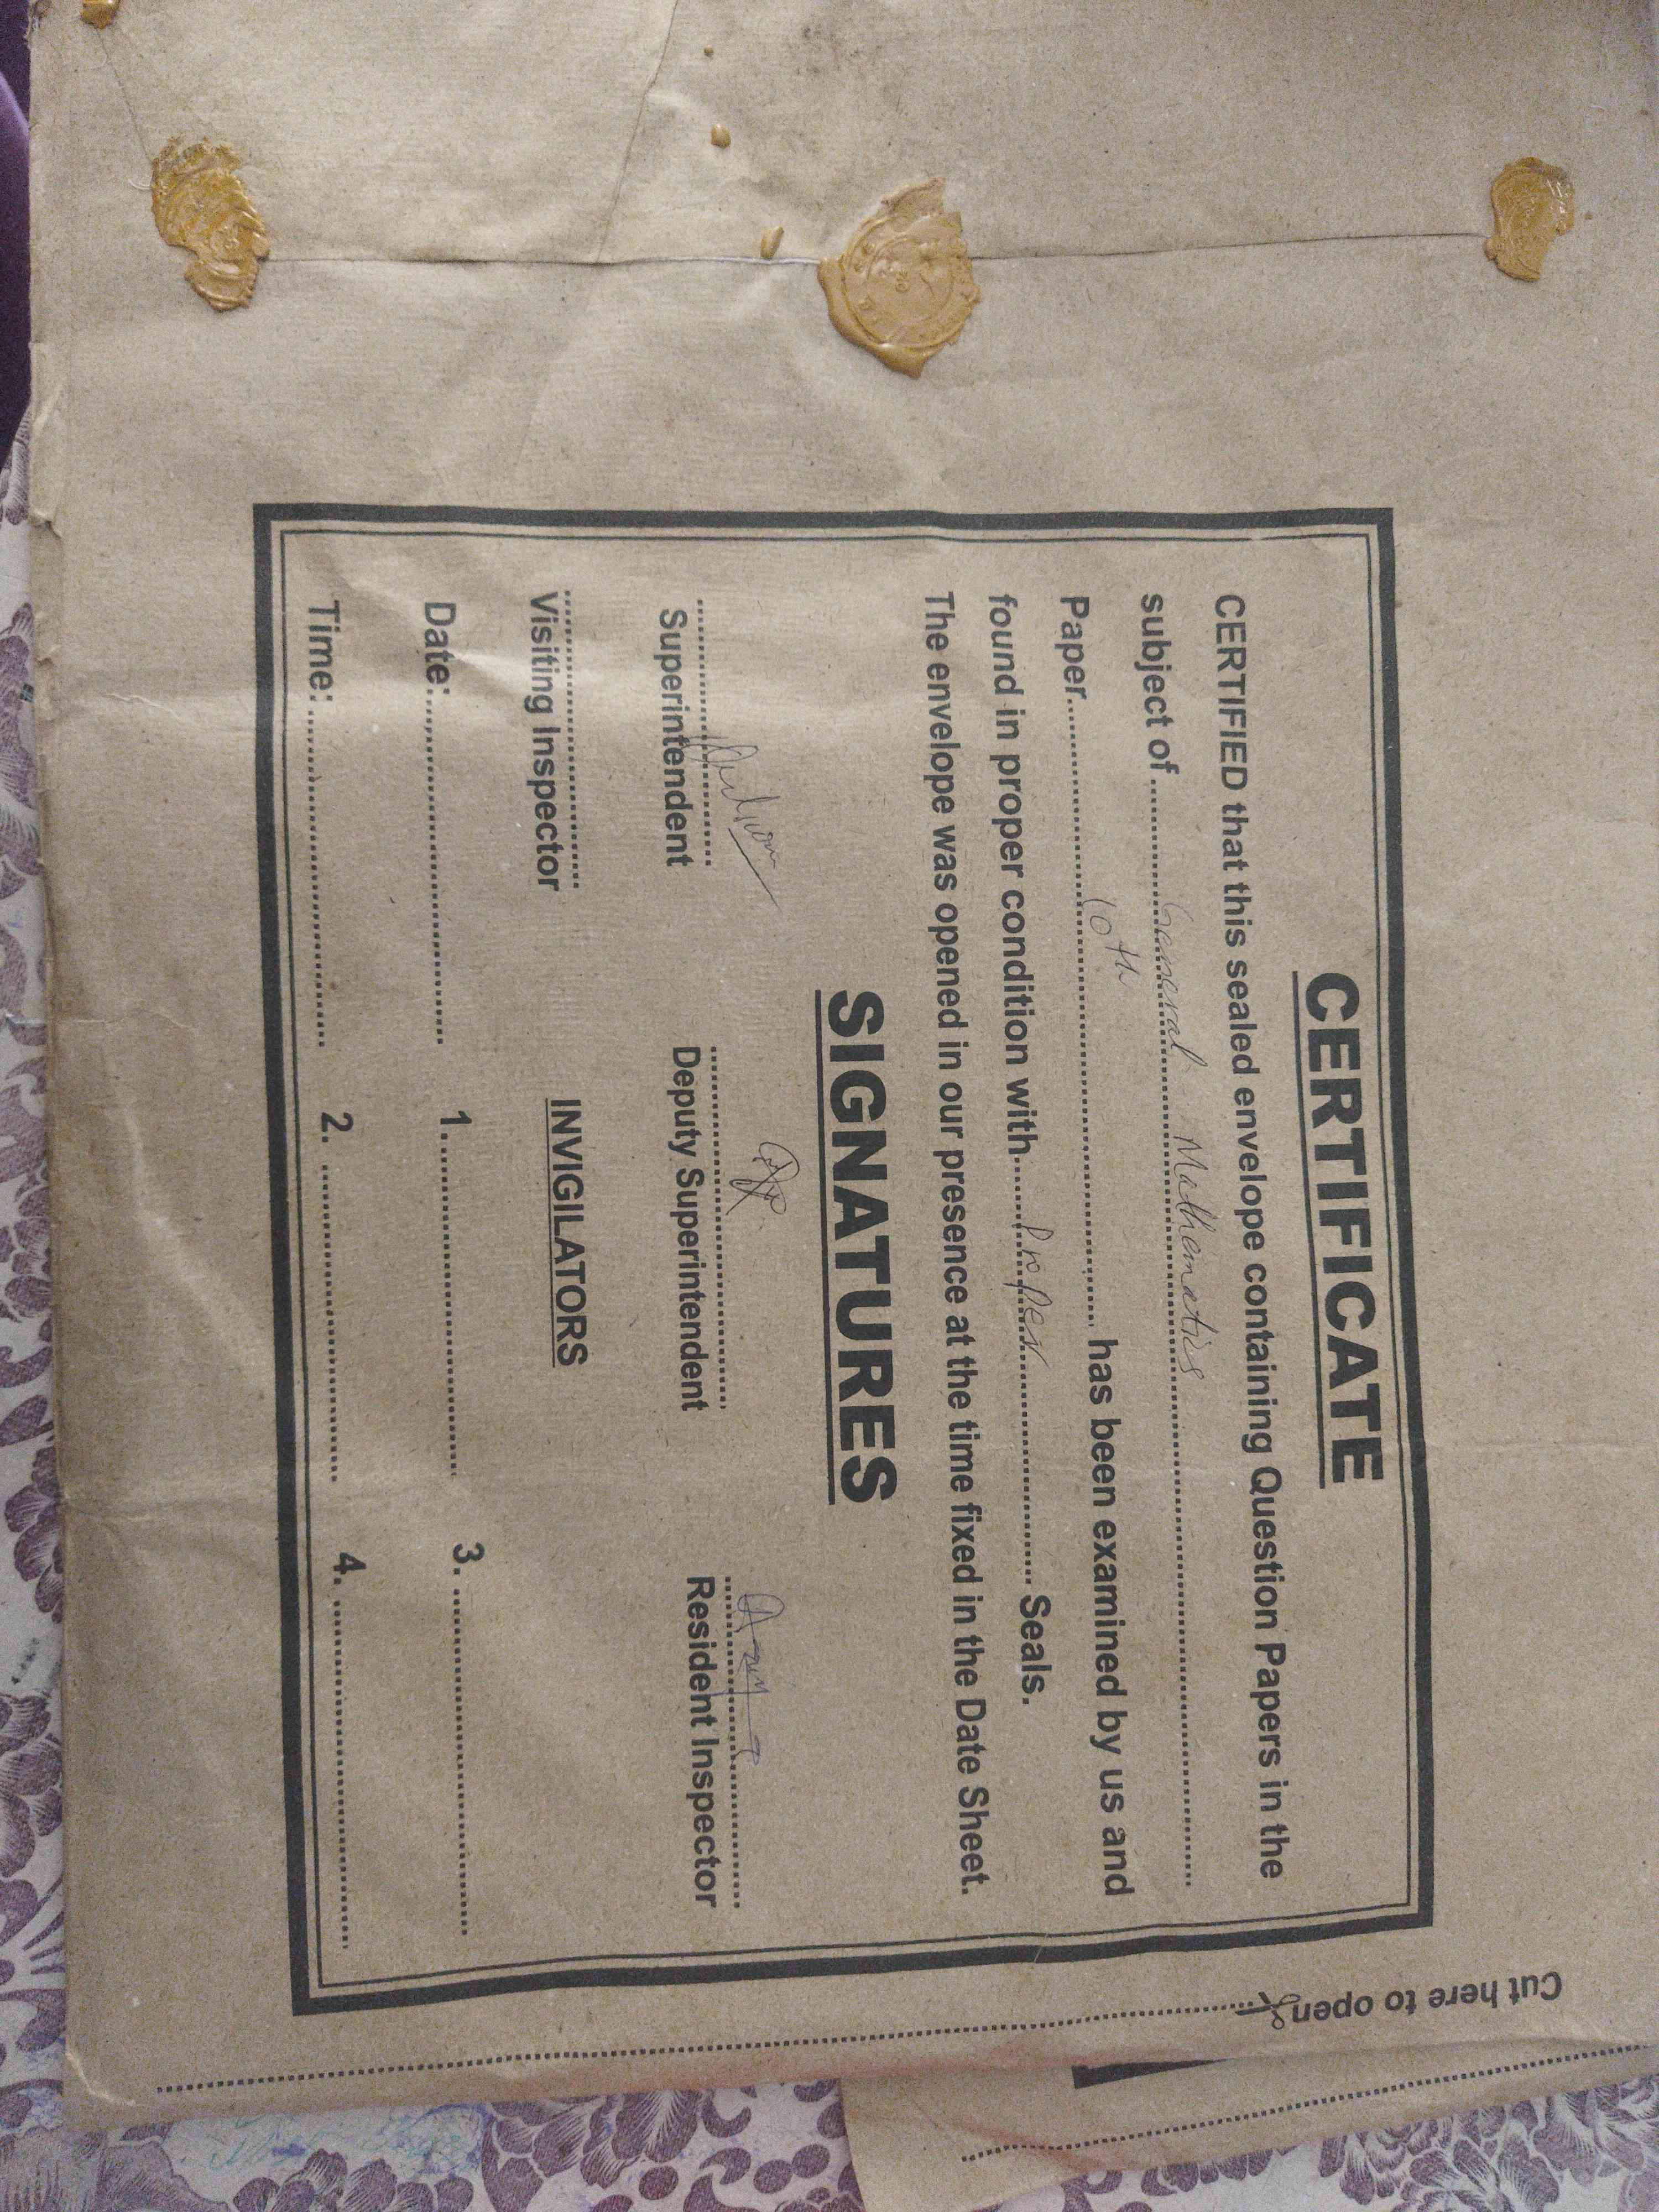 CERTIFICATE
CERTIFIED that this sealed envelope containing Question Papers in the
subject of.......... General Mathematics ..........
Paper.......... 10th .......... has been examined by us and
found in proper condition with.......... Proper .......... Seals.
The envelope was opened in our presence at the time fixed in the Date Sheet.
SIGNATURES
Superintendent Deputy Superintendent Resident Inspector
Visiting Inspector INVIGILATORS
Date:.......... 1. .......... 3. ..........
Time:.......... 2. .......... 4. ..........
Cut here to open